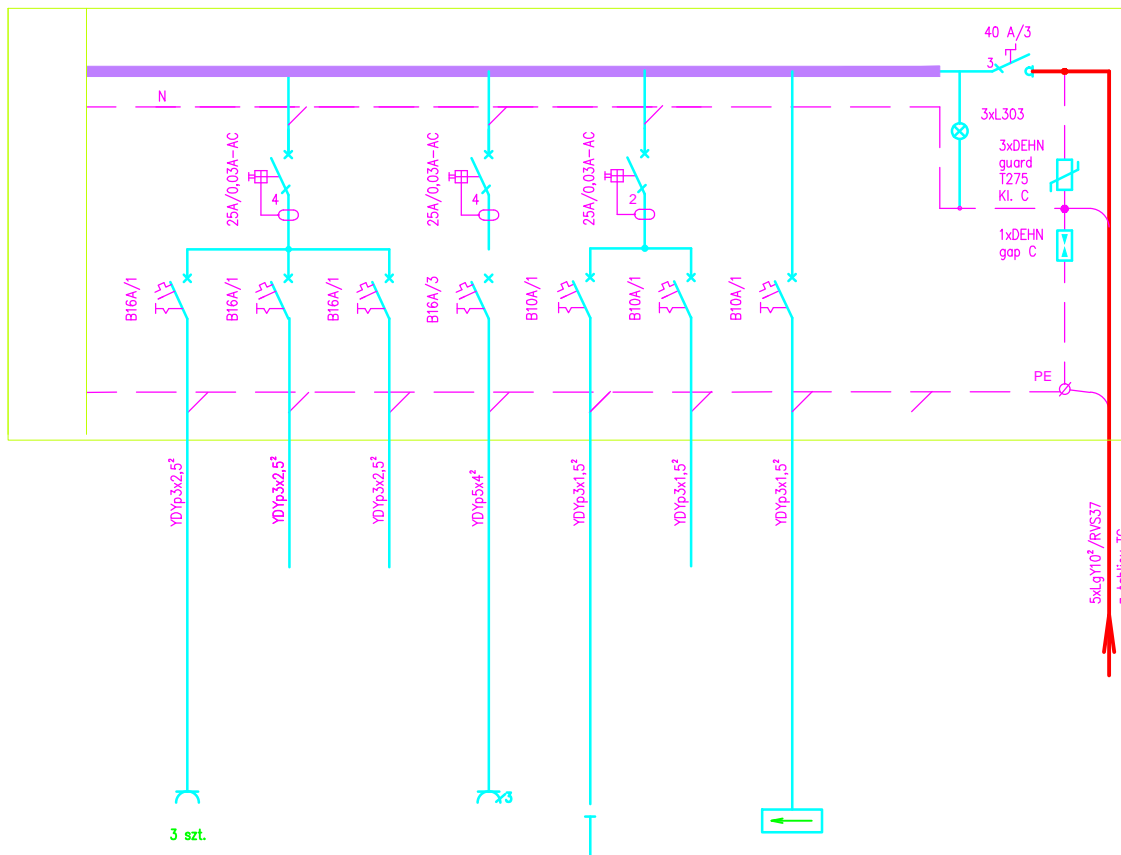 40 A/3
3
N
3xL303
3xDEHN
guard
T275
Kl. C
1xDEHN
gap C
25A/0,03A-AC
4
25A/0,03A-AC
4
25A/0,03A-AC
2
B16A/1
B16A/1
B16A/1
B16A/3
B10A/1
B10A/1
B10A/1
PE
YDYp3x2,5²
YDYp3x2,5²
YDYp3x2,5²
YDYp5x4²
YDYp3x1,5²
YDYp3x1,5²
YDYp3x1,5²
5xLgY10²/RVS37
3
3 szt.